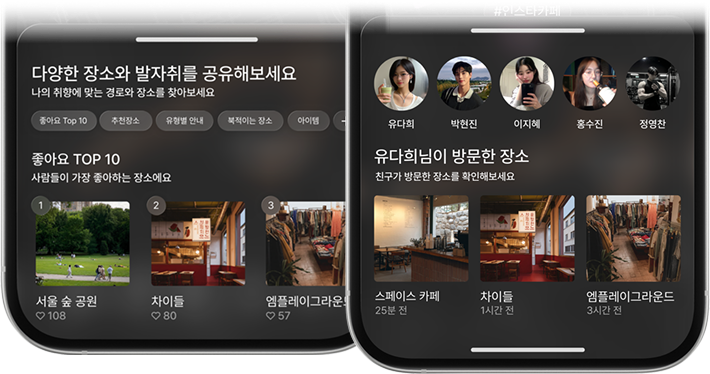 다양한 장소와 발자취를 공유해보세요
나의 취향에 맞는 경로와 장소를 찾아보세요
좋아요 Top 10
추천장소
유형별 안내
북적이는 장소
아이템
좋아요 TOP 10
사람들이 가장 좋아하는 장소에요
1
2
3
서울 숲 공원
차이들
엠플레이그라운드
108
80
57
#인스타카페
유다희
박현진
이지혜
홍수진
정영찬
유다희님이 방문한 장소
친구가 방문한 장소를 확인해보세요
스페이스 카페
차이들
엠플레이그라운드
25분 전
1시간 전
3시간 전